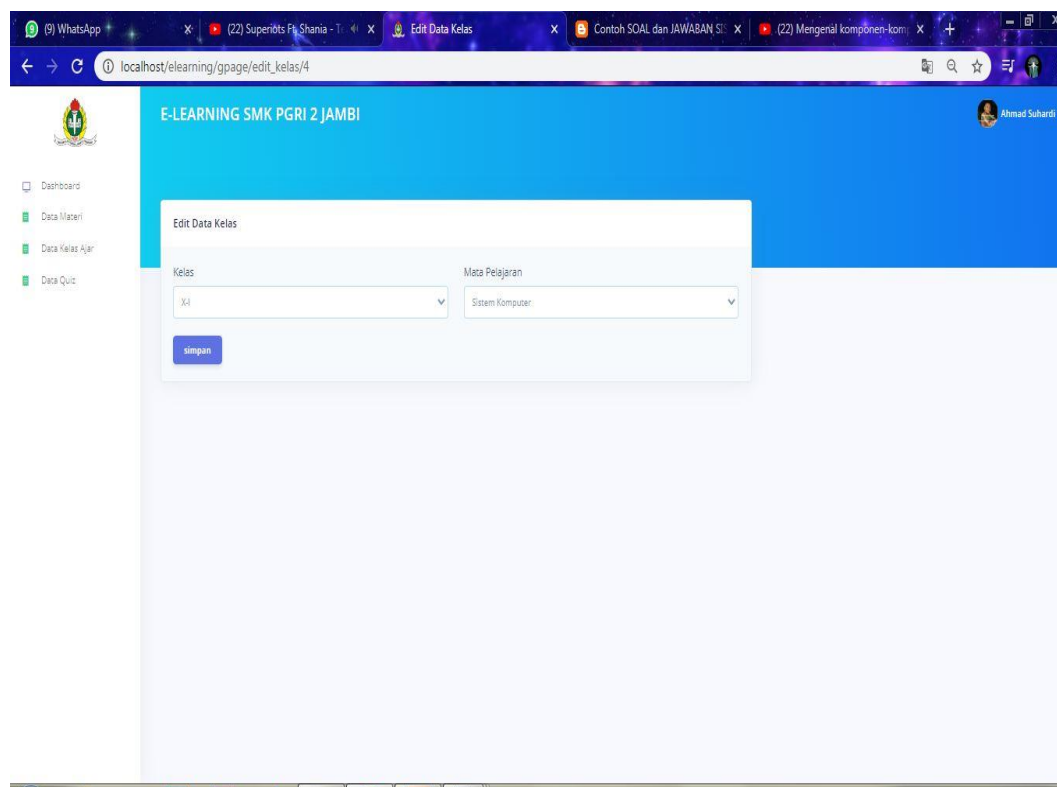 (9) WhatsApp
(22) Superiots Ft. Shania - Te
Edit Data Kelas
Contoh SOAL dan JAWABAN SIS
(22) Mengenal komponen-komp
localhost/elearning/gpage/edit_kelas/4
E-LEARNING SMK PGRI 2 JAMBI
Ahmad Suhardi
Dashboard
Data Materi
Data Kelas Ajar
Data Quiz
Edit Data Kelas
Kelas
Mata Pelajaran
X-I
Sistem Komputer
simpan